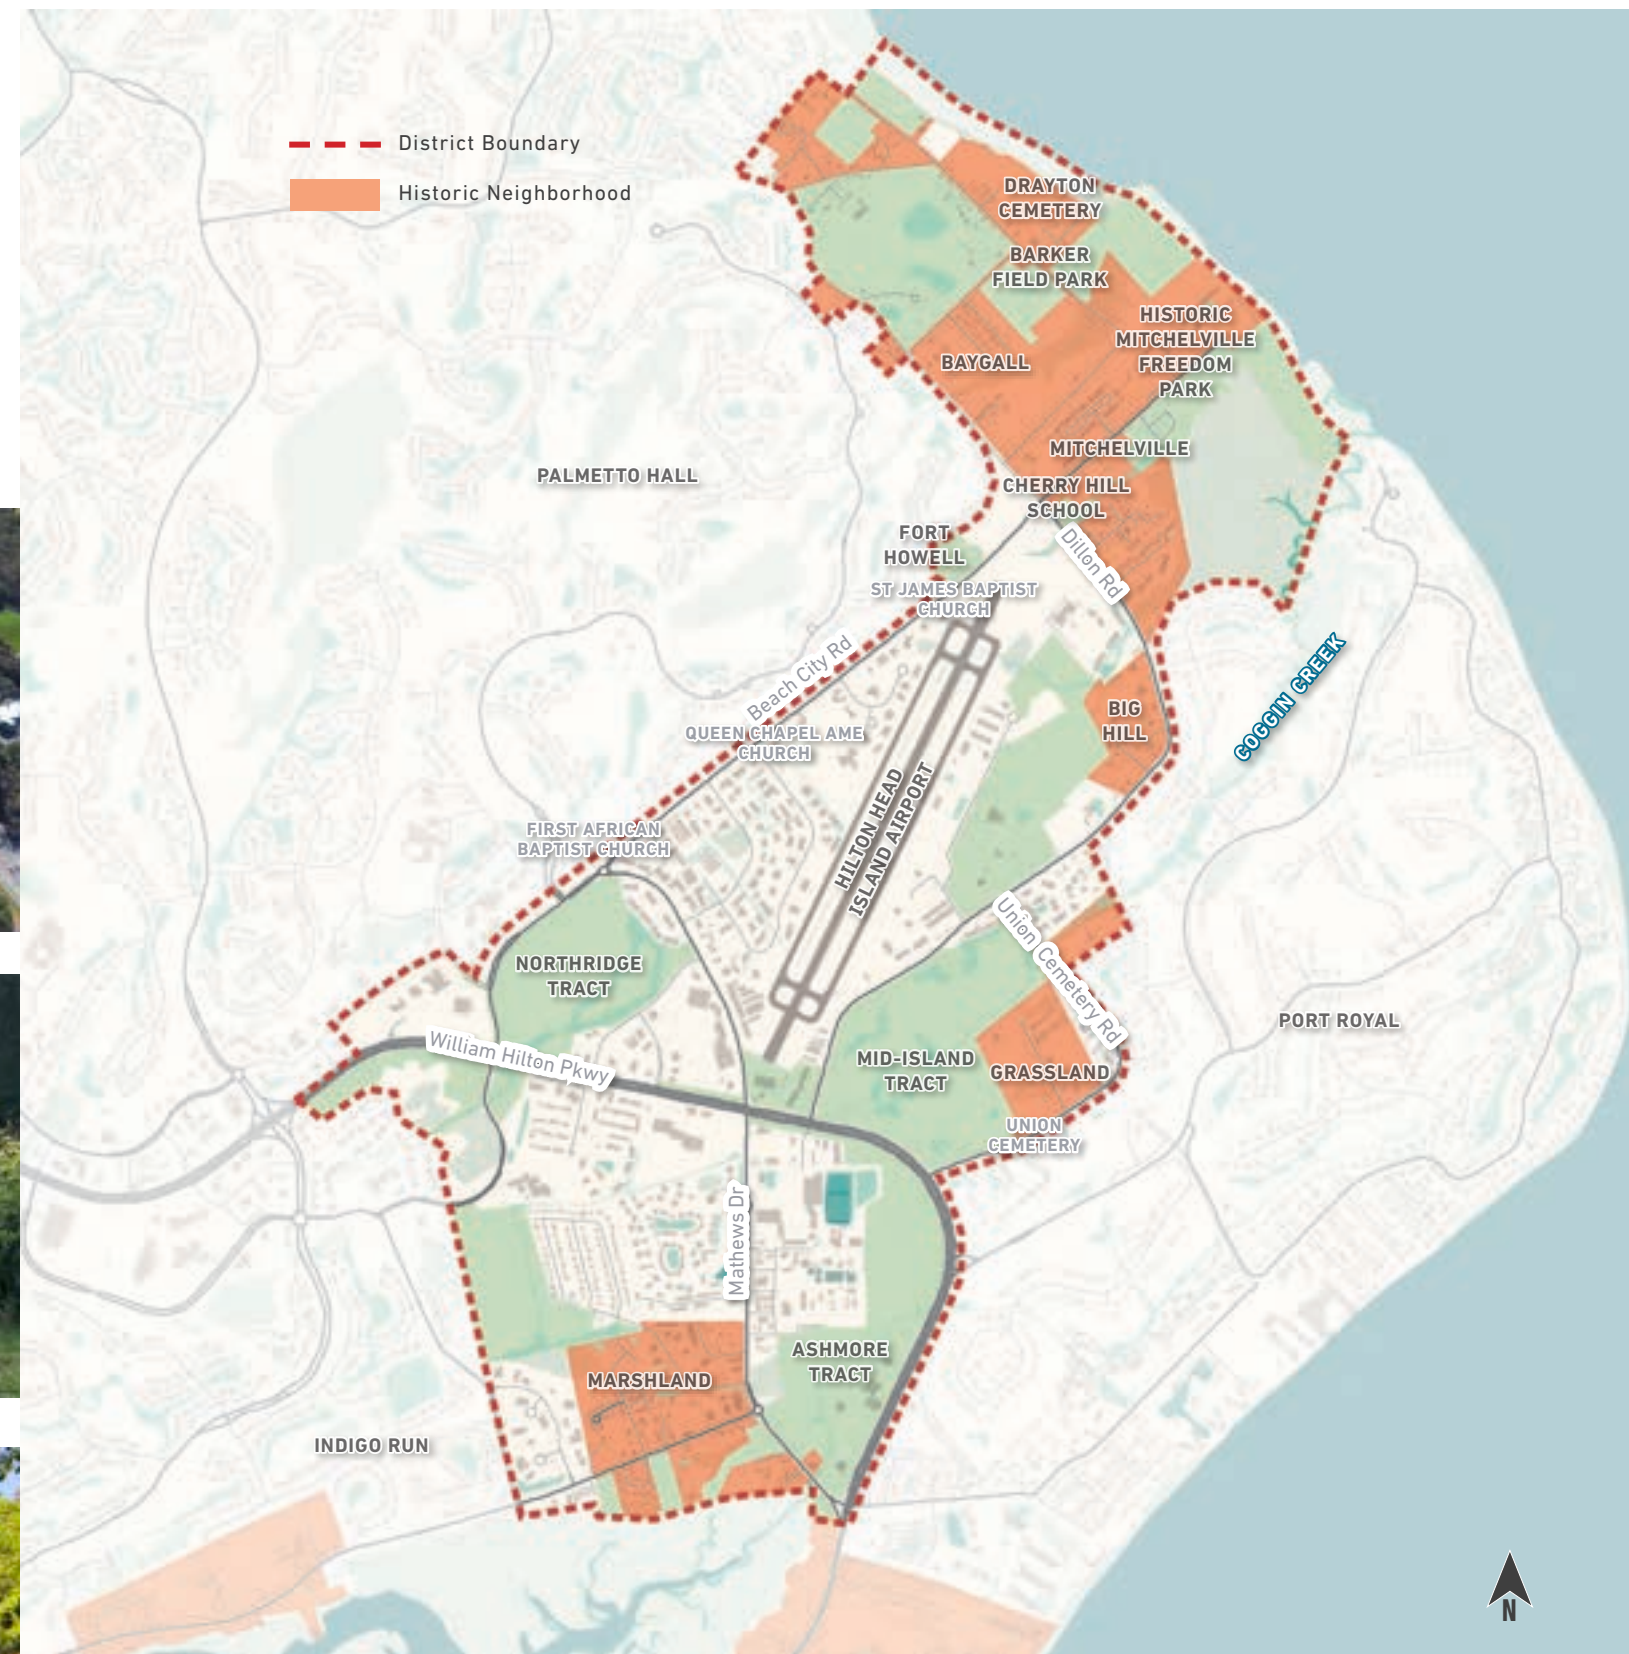 District Boundary
Historic Neighborhood
DRAYTON
CEMETERY
BARKER
FIELD PARK
HISTORIC
MITCHELVILLE
FREEDOM
PARK
BAYGALL
MITCHELVILLE
PALMETTO HALL
CHERRY HILL
SCHOOL
FORT
HOWELL
Dillon Rd
ST JAMES BAPTIST
CHURCH
Beach City Rd
COGGIN CREEK
BIG
HILL
QUEEN CHAPEL AME
CHURCH
HILTON HEAD
ISLAND AIRPORT
FIRST AFRICAN
BAPTIST CHURCH
Union Cemetery Rd
NORTHRIDGE
TRACT
PORT ROYAL
William Hilton Pkwy
MID-ISLAND
TRACT
GRASSLAND
UNION
CEMETERY
Mathews Dr
ASHMORE
TRACT
MARSHLAND
INDIGO RUN
N